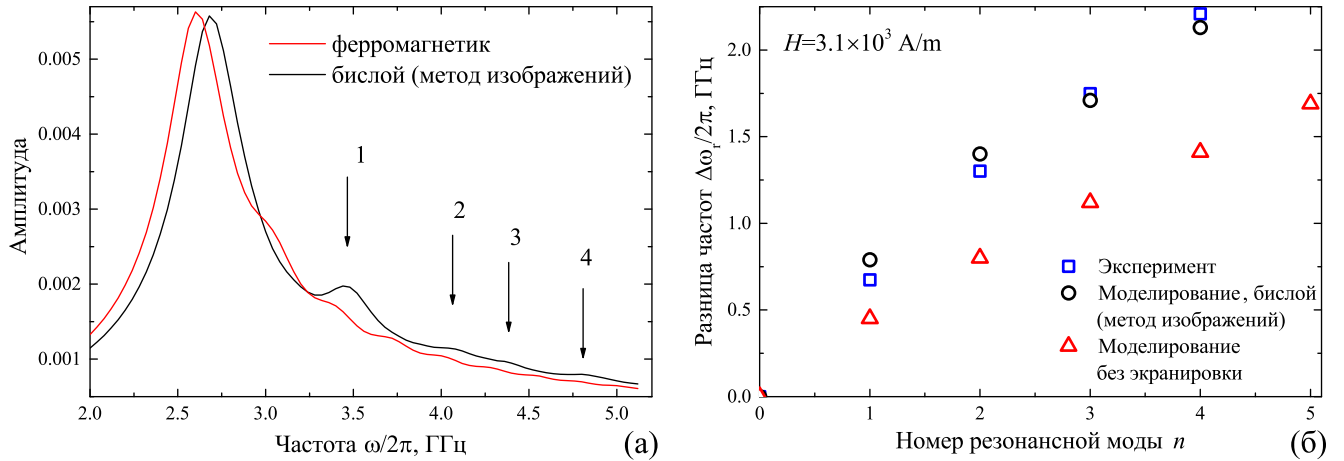 0.005
0.004
0.003
0.002
0.001
Амплитуда
ферромагнетик
бислой (метод изображений)
1
2
3
4
2.0 2.5 3.0 3.5 4.0 4.5 5.0
Частота ω/2π, ГГц
(а)
2.0
1.5
1.0
0.5
0.0
Разница частот Δωr/2π, ГГц
H=3.1×10³ А/m
Эксперимент
Моделирование, бислой
(метод изображений)
Моделирование
без экранировки
0 1 2 3 4 5
Номер резонансной моды n
(б)